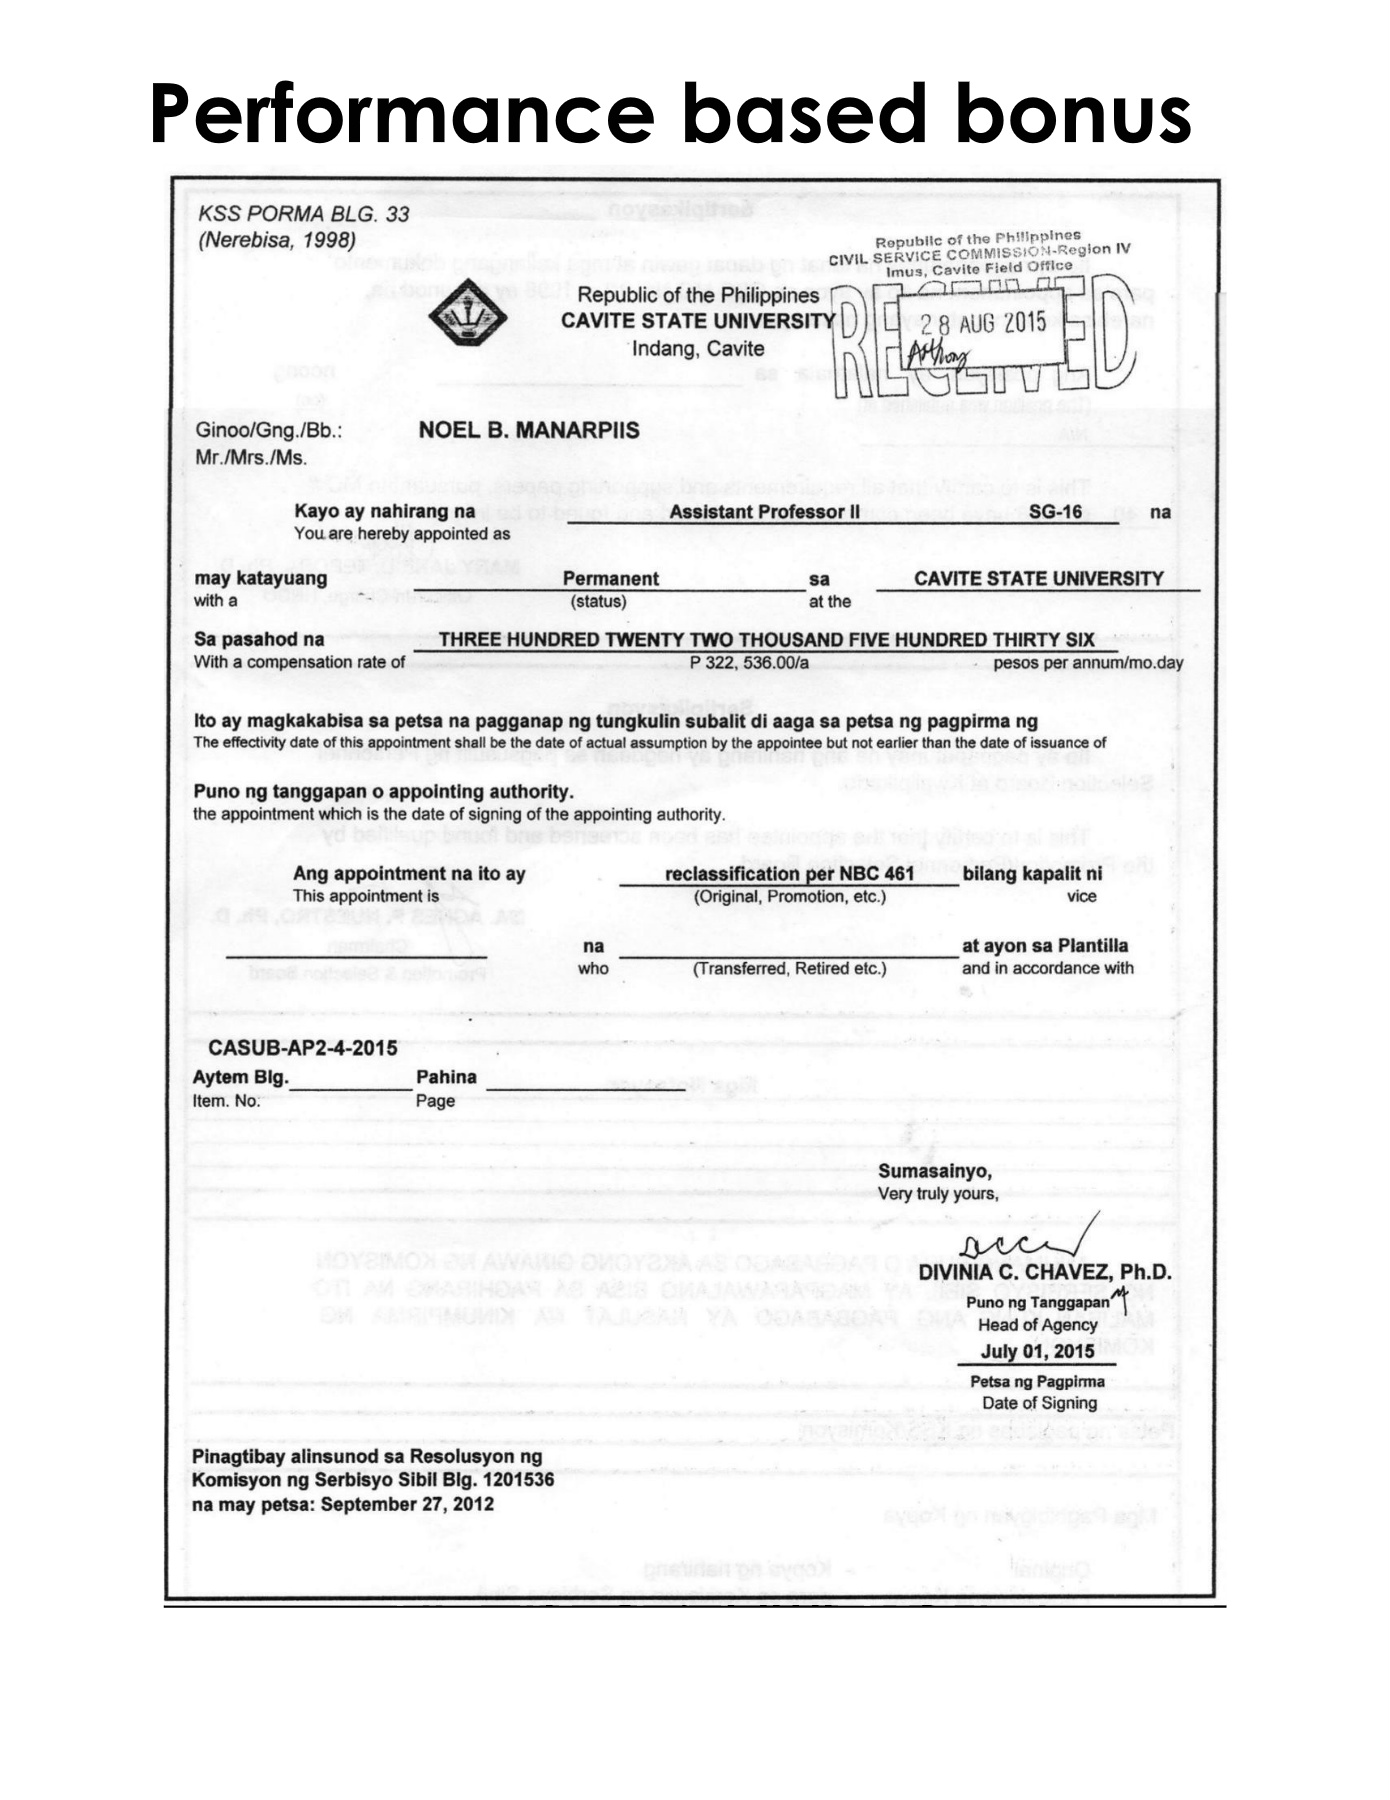 Performance based bonus
KSS PORMA BLG. 33
(Nerebisa, 1998)
Republic of the Philippines
CIVIL SERVICE COMMISSION-Region IV
Imus, Cavite Field Office
RECEIVED
28 AUG 2015
Republic of the Philippines
CAVITE STATE UNIVERSITY
Indang, Cavite
Ginoo/Gng./Bb.: NOEL B. MANARPIIS
Mr./Mrs./Ms.
Kayo ay nahirang na Assistant Professor II SG-16 na
You are hereby appointed as
may katayuang Permanent sa CAVITE STATE UNIVERSITY
with a (status) at the
Sa pasahod na THREE HUNDRED TWENTY TWO THOUSAND FIVE HUNDRED THIRTY SIX
With a compensation rate of P 322, 536.00/a pesos per annum/mo.day
Ito ay magkakabisa sa petsa na pagganap ng tungkulin subalit di aaga sa petsa ng pagpirma ng
The effectivity date of this appointment shall be the date of actual assumption by the appointee but not earlier than the date of issuance of
Puno ng tanggapan o appointing authority.
the appointment which is the date of signing of the appointing authority.
Ang appointment na ito ay reclassification per NBC 461 bilang kapalit ni
This appointment is (Original, Promotion, etc.) vice
na at ayon sa Plantilla
who (Transferred, Retired etc.) and in accordance with
CASUB-AP2-4-2015
Aytem Blg. Pahina
Item. No: Page
Sumasainyo,
Very truly yours,
DIVINIA C. CHAVEZ, Ph.D.
Puno ng Tanggapan
Head of Agency
July 01, 2015
Petsa ng Pagpirma
Date of Signing
Pinagtibay alinsunod sa Resolusyon ng
Komisyon ng Serbisyo Sibil Blg. 1201536
na may petsa: September 27, 2012